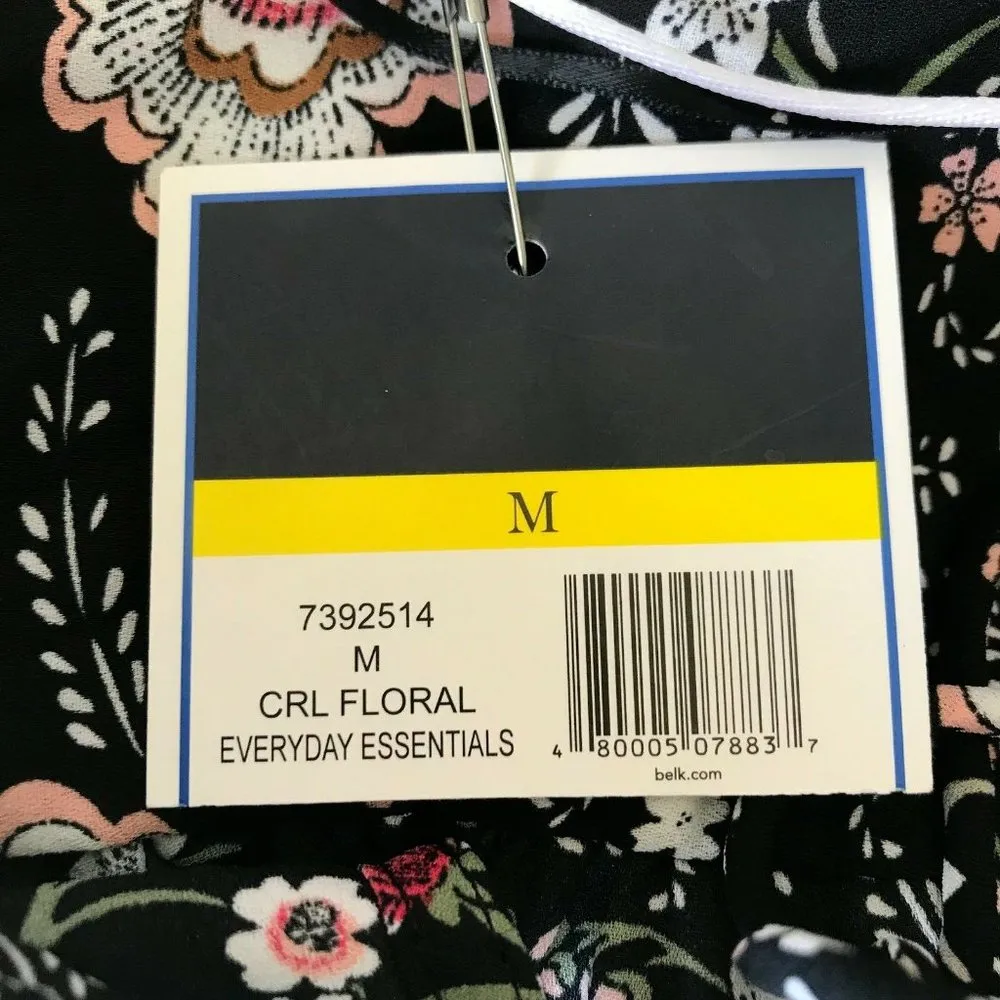 M
7392514
M
CRL FLORAL
EVERYDAY ESSENTIALS
4 80005 07883 7
belk.com